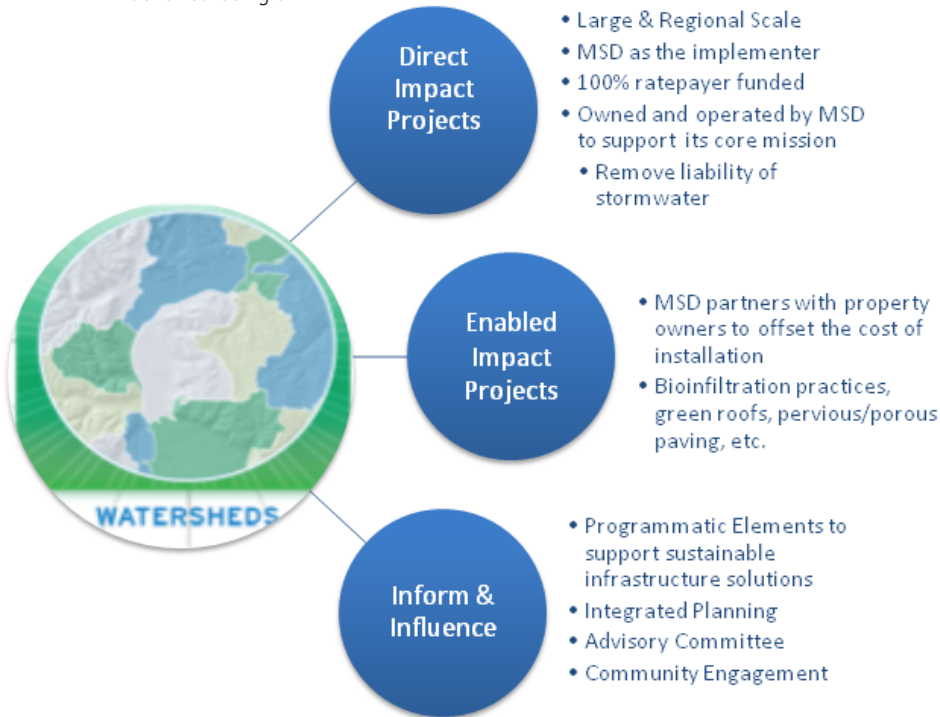 Direct
Impact
Projects
• Large & Regional Scale
• MSD as the implementer
• 100% ratepayer funded
• Owned and operated by MSD
to support its core mission
• Remove liability of
stormwater
Enabled
Impact
Projects
• MSD partners with property
owners to offset the cost of
installation
• Bioinfiltration practices,
green roofs, pervious/porous
paving, etc.
WATERSHEDS
Inform &
Influence
• Programmatic Elements to
support sustainable
infrastructure solutions
• Integrated Planning
• Advisory Committee
• Community Engagement